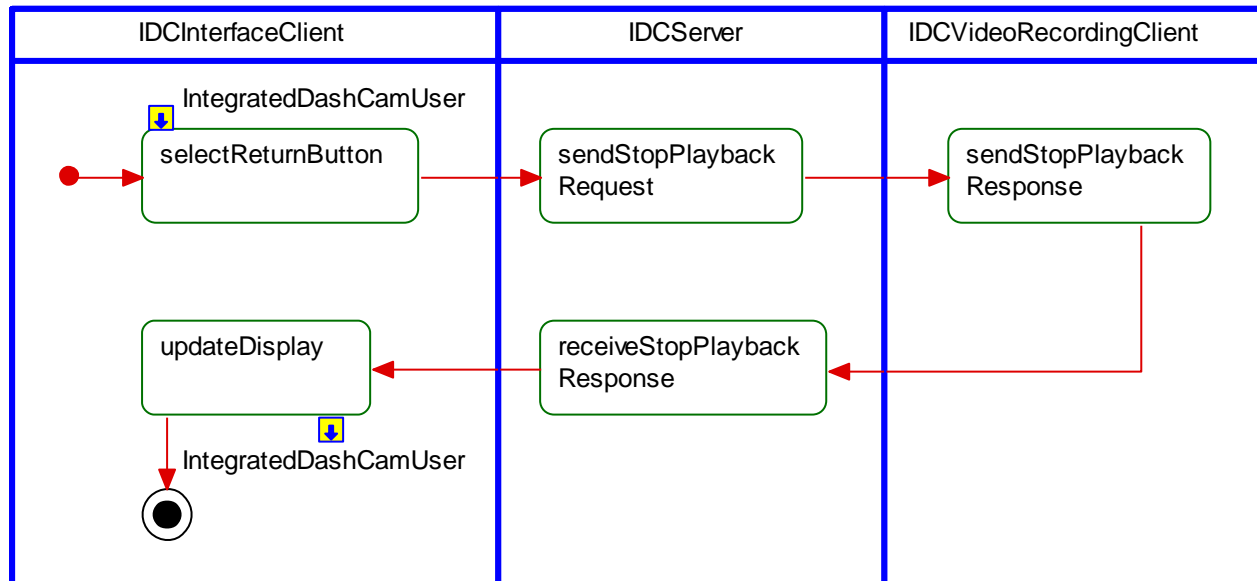 IDCInterfaceClient
IDCServer
IDCVideoRecordingClient
IntegratedDashCamUser
selectReturnButton
sendStopPlayback
Request
sendStopPlayback
Response
updateDisplay
receiveStopPlayback
Response
IntegratedDashCamUser